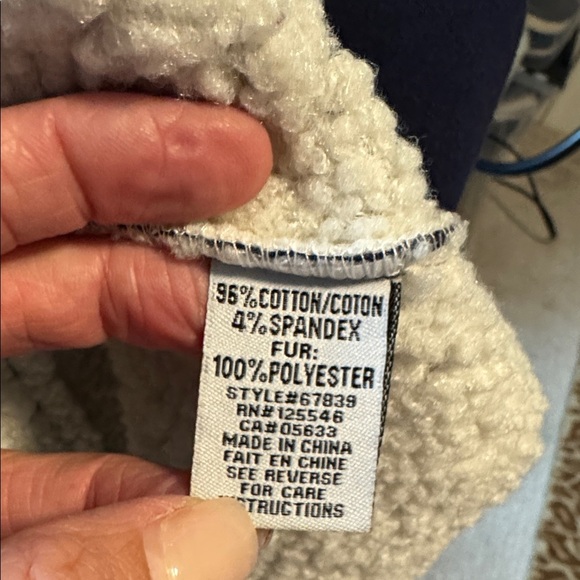 96%COTTON/COTON
4%SPANDEX
FUR:
100%POLYESTER
STYLE#67839
RN#125546
CA#05633
MADE IN CHINA
FAIT EN CHINE
SEE REVERSE
FOR CARE
INSTRUCTIONS